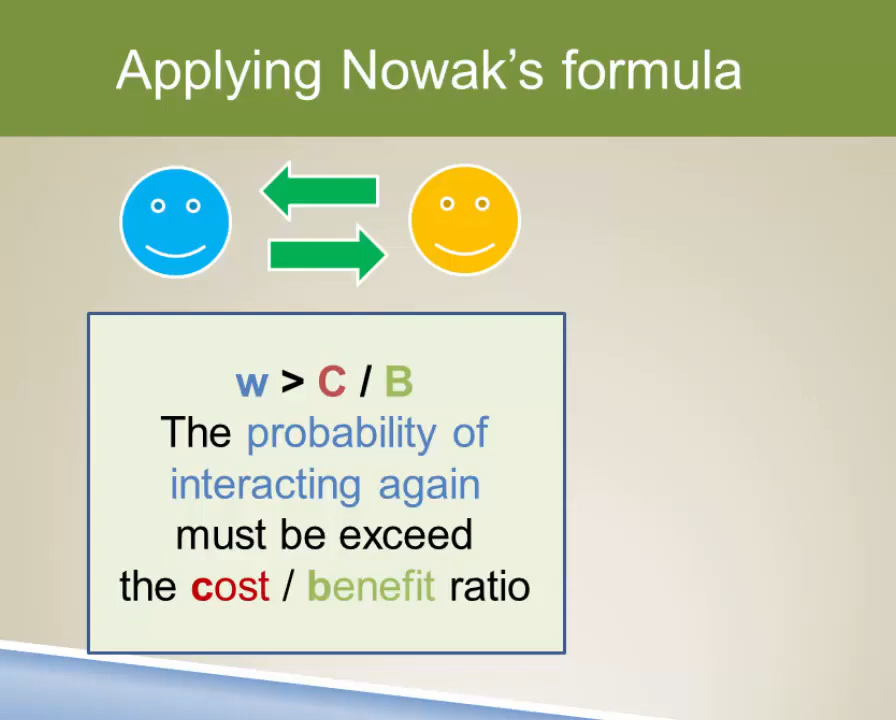 Applying Nowak’s formula
w > C / B
The probability of
interacting again
must be exceed
the cost / benefit ratio